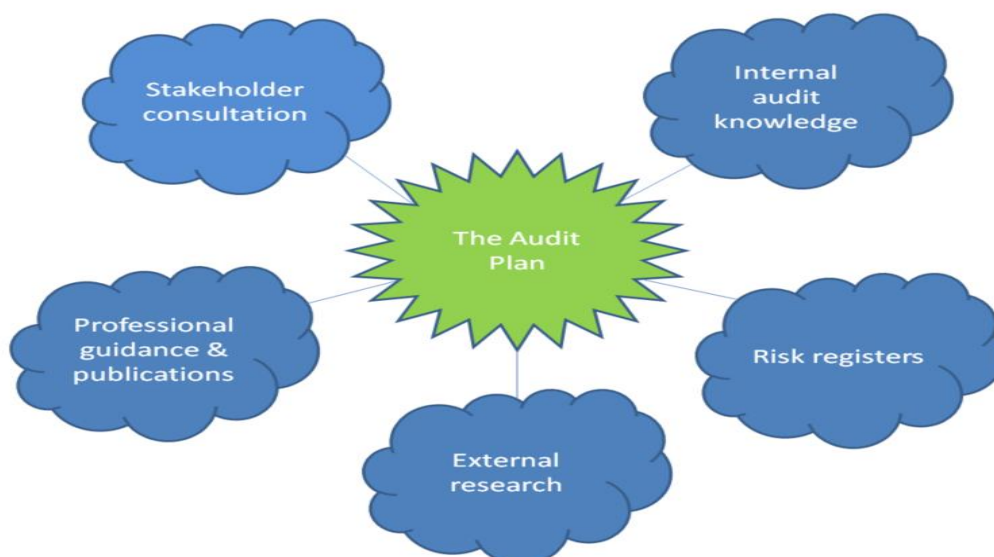 Stakeholder
consultation
Internal
audit
knowledge
The Audit
Plan
Professional
guidance &
publications
Risk registers
External
research